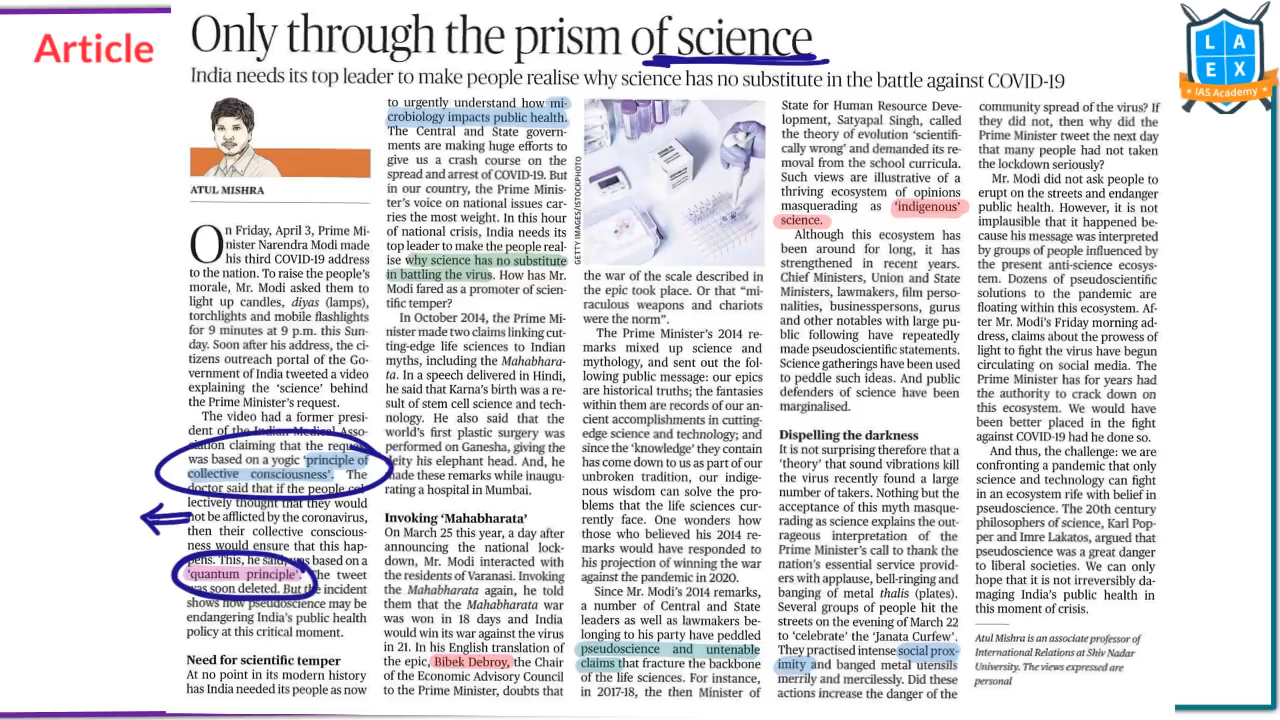 Article
Only through the prism of science
India needs its top leader to make people realise why science has no substitute in the battle against COVID-19
L A
E X
IAS Academy
ATUL MISHRA
On Friday, April 3, Prime Mi-
nister Narendra Modi made
his third COVID-19 address
to the nation. To raise the people's
morale, Mr. Modi asked them to
light up candles, diyas (lamps),
torchlights and mobile flashlights
for 9 minutes at 9 p.m. this Sun-
day. Soon after his address, the ci-
tizens outreach portal of the Go-
vernment of India tweeted a video
explaining the 'science' behind
the Prime Minister's request.
The video had a former presi-
dent of the Indian Medical Asso-
ciation claiming that the request
was based on a yogic 'principle of
collective consciousness'. The
doctor said that if the people col-
lectively thought that they would
not be afflicted by the coronavirus,
then their collective conscious-
ness would ensure that this hap-
pens. This, he said, was based on a
'quantum principle'. The tweet
was soon deleted. But the incident
shows how pseudoscience may be
endangering India's public health
policy at this critical moment.
Need for scientific temper
At no point in its modern history
has India needed its people as now
to urgently understand how mi-
crobiology impacts public health.
The Central and State govern-
ments are making huge efforts to
give us a crash course on the
spread and arrest of COVID-19. But
in our country, the Prime Minis-
ter's voice on national issues car-
ries the most weight. In this hour
of national crisis, India needs its
top leader to make the people real-
ise why science has no substitute
in battling the virus. How has Mr.
Modi fared as a promoter of scien-
tific temper?
In October 2014, the Prime Mi-
nister made two claims linking cut-
ting-edge life sciences to Indian
myths, including the Mahabhara-
ta. In a speech delivered in Hindi,
he said that Karna's birth was a re-
sult of stem cell science and tech-
nology. He also said that the
world's first plastic surgery was
performed on Ganesha, giving the
deity his elephant head. And, he
made these remarks while inaugu-
rating a hospital in Mumbai.
Invoking 'Mahabharata'
On March 25 this year, a day after
announcing the national lock-
down, Mr. Modi interacted with
the residents of Varanasi. Invoking
the Mahabharata again, he told
them that the Mahabharata war
was won in 18 days and India
would win its war against the virus
in 21. In his English translation of
the epic, Bibek Debroy, the Chair
of the Economic Advisory Council
to the Prime Minister, doubts that
GETTY IMAGES/ISTOCKPHOTO
the war of the scale described in
the epic took place. Or that "mi-
raculous weapons and chariots
were the norm".
The Prime Minister's 2014 re-
marks mixed up science and
mythology, and sent out the fol-
lowing public message: our epics
are historical truths; the fantasies
within them are records of our an-
cient accomplishments in cutting-
edge science and technology; and
since the 'knowledge' they contain
has come down to us as part of our
unbroken tradition, our indige-
nous wisdom can solve the pro-
blems that the life sciences cur-
rently face. One wonders how
those who believed his 2014 re-
marks would have responded to
his projection of winning the war
against the pandemic in 2020.
Since Mr. Modi's 2014 remarks,
a number of Central and State
leaders as well as lawmakers be-
longing to his party have peddled
pseudoscience and untenable
claims that fracture the backbone
of the life sciences. For instance,
in 2017-18, the then Minister of
State for Human Resource Deve-
lopment, Satyapal Singh, called
the theory of evolution 'scientifi-
cally wrong' and demanded its re-
moval from the school curricula.
Such views are illustrative of a
thriving ecosystem of opinions
masquerading as 'indigenous'
science.
Although this ecosystem has
been around for long, it has
strengthened in recent years.
Chief Ministers, Union and State
Ministers, lawmakers, film perso-
nalities, businesspersons, gurus
and other notables with large pu-
blic following have repeatedly
made pseudoscientific statements.
Science gatherings have been used
to peddle such ideas. And public
defenders of science have been
marginalised.
Dispelling the darkness
It is not surprising therefore that a
'theory' that sound vibrations kill
the virus recently found a large
number of takers. Nothing but the
acceptance of this myth masque-
rading as science explains the out-
rageous interpretation of the
Prime Minister's call to thank the
nation's essential service provid-
ers with applause, bell-ringing and
banging of metal thalis (plates).
Several groups of people hit the
streets on the evening of March 22
to 'celebrate' the 'Janata Curfew'.
They practised intense social prox-
imity and banged metal utensils
merrily and mercilessly. Did these
actions increase the danger of the
community spread of the virus? If
they did not, then why did the
Prime Minister tweet the next day
that many people had not taken
the lockdown seriously?
Mr. Modi did not ask people to
erupt on the streets and endanger
public health. However, it is not
implausible that it happened be-
cause his message was interpreted
by groups of people influenced by
the present anti-science ecosys-
tem. Dozens of pseudoscientific
solutions to the pandemic are
floating within this ecosystem. Af-
ter Mr. Modi's Friday morning ad-
dress, claims about the prowess of
light to fight the virus have begun
circulating on social media. The
Prime Minister has for years had
the authority to crack down on
this ecosystem. We would have
been better placed in the fight
against COVID-19 had he done so.
And thus, the challenge: we are
confronting a pandemic that only
science and technology can fight
in an ecosystem rife with belief in
pseudoscience. The 20th century
philosophers of science, Karl Pop-
per and Imre Lakatos, argued that
pseudoscience was a great danger
to liberal societies. We can only
hope that it is not irreversibly da-
maging India's public health in
this moment of crisis.
Atul Mishra is an associate professor of
International Relations at Shiv Nadar
University. The views expressed are
personal